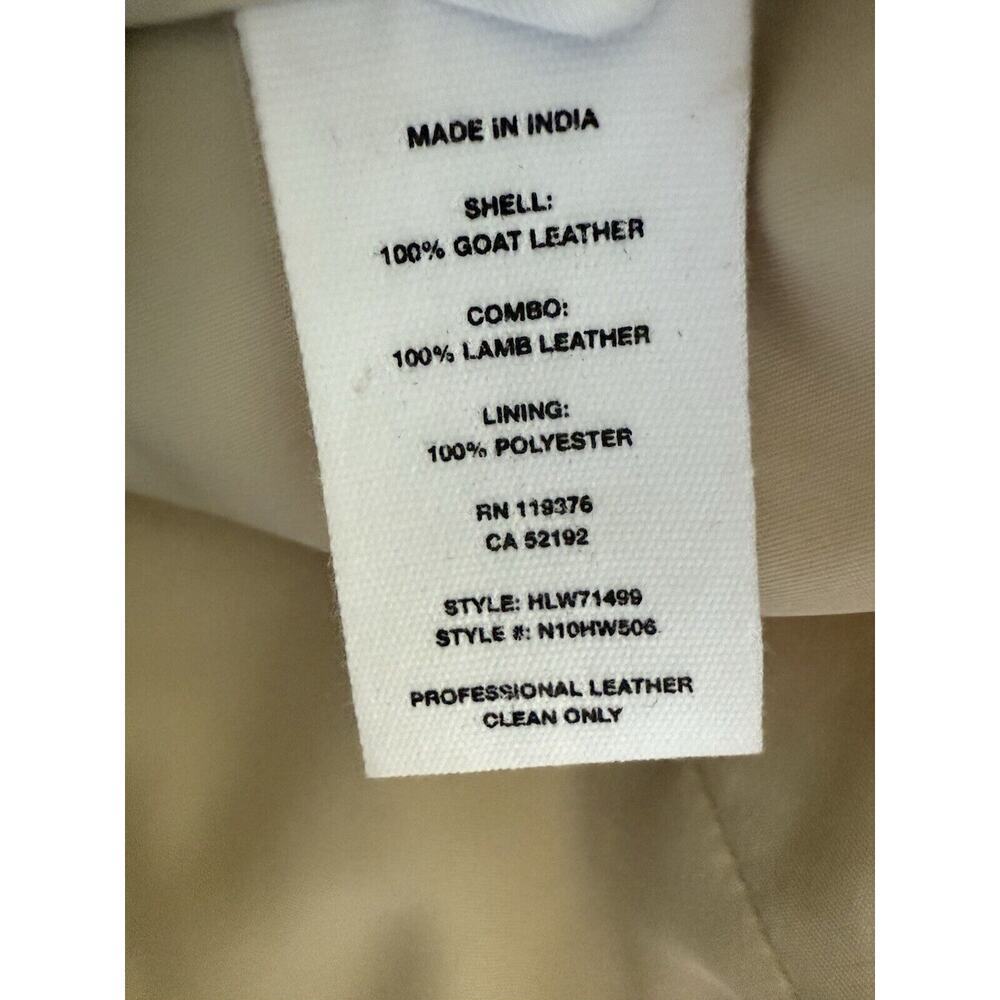 MADE IN INDIA
SHELL:
100% GOAT LEATHER
COMBO:
100% LAMB LEATHER
LINING:
100% POLYESTER
RN 119376
CA 52192
STYLE: HLW71499
STYLE #: N10HW506
PROFESSIONAL LEATHER
CLEAN ONLY